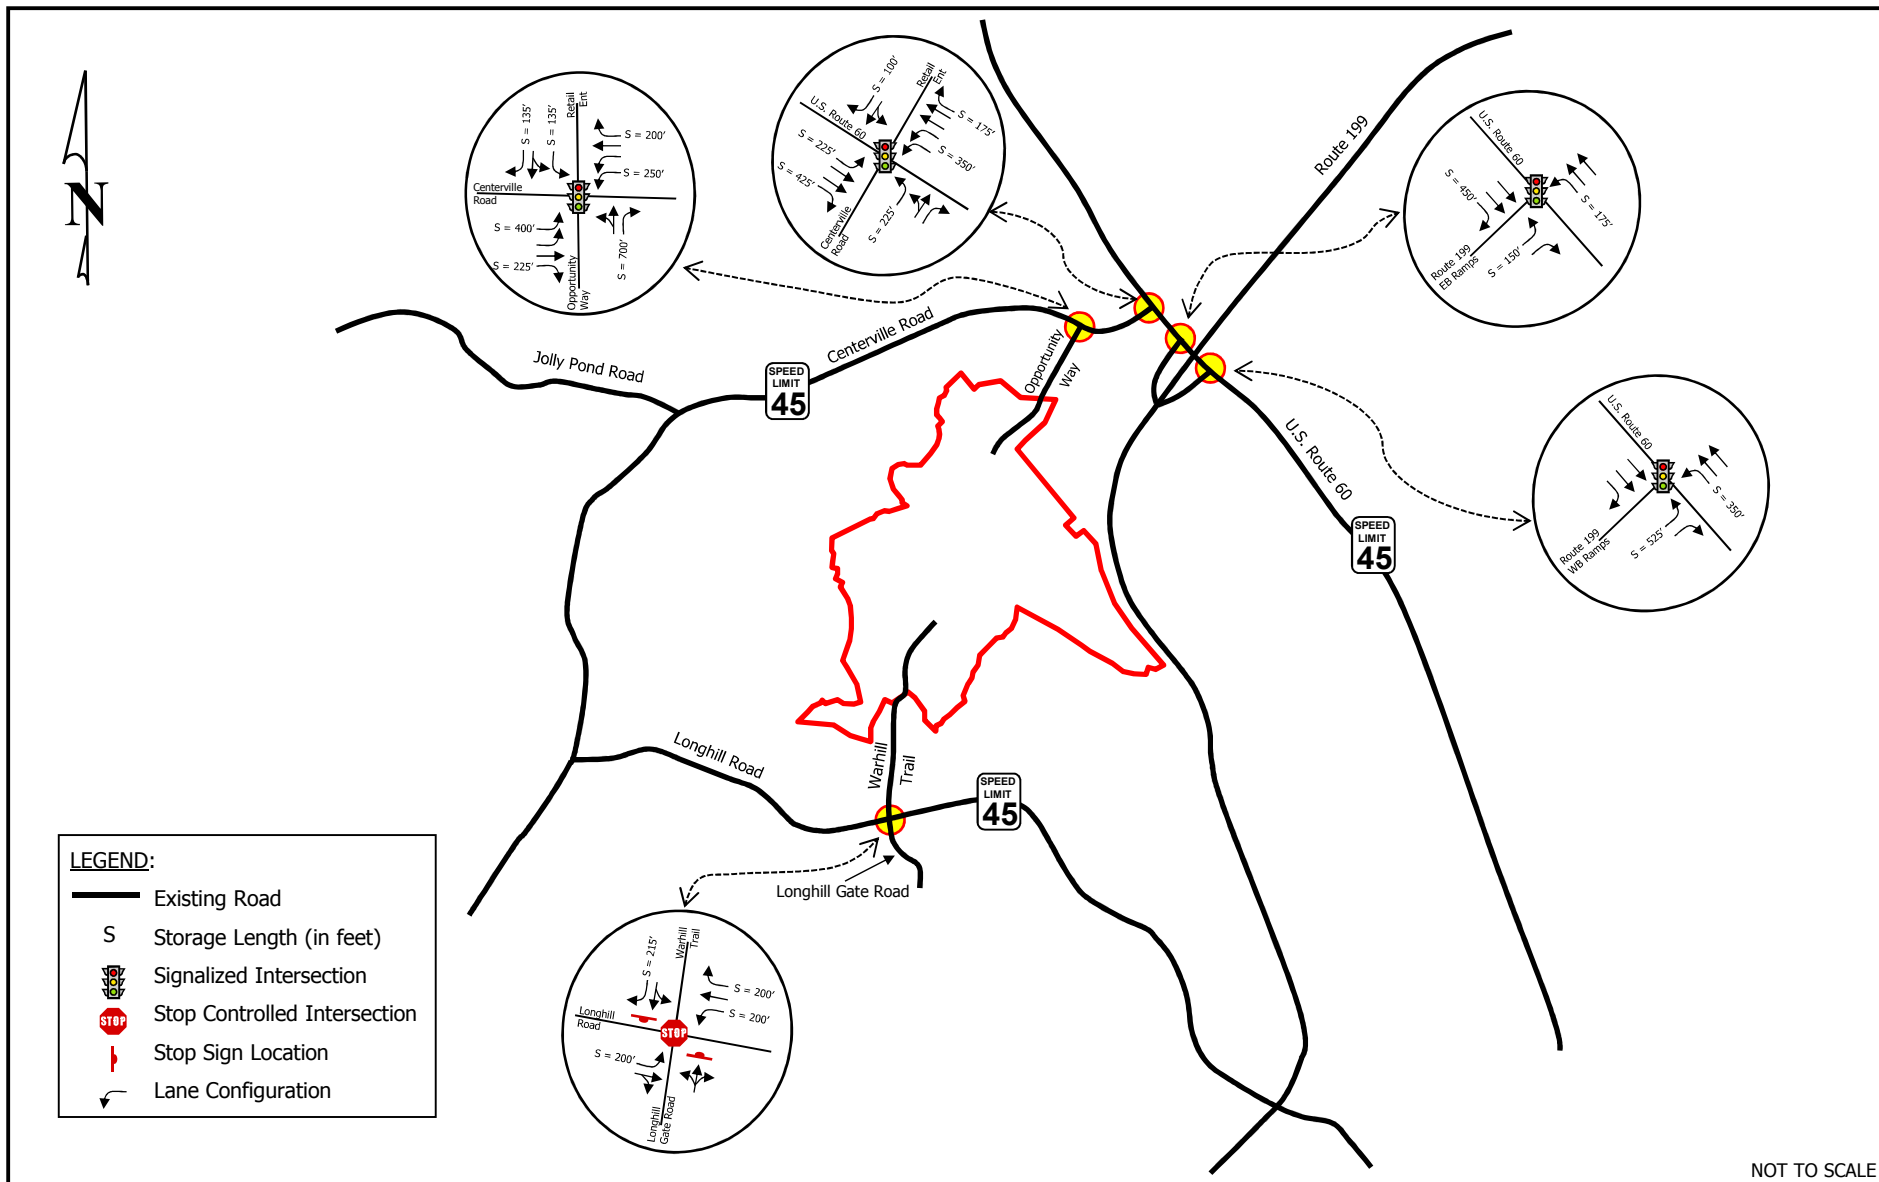 N
Centerville
Road
Retail
Ent
Opportunity
Way
S = 135'
S = 135'
S = 200'
S = 250'
S = 400'
S = 225'
S = 700'
U.S. Route 60
Retail
Ent
Centerville
Road
S = 100'
S = 175'
S = 350'
S = 225'
S = 425'
S = 225'
U.S. Route 60
Route 199
EB Ramps
S = 450'
S = 175'
S = 150'
U.S. Route 60
Route 199
WB Ramps
S = 350'
S = 525'
Route 199
Jolly Pond Road
Centerville Road
SPEED
LIMIT
45
Opportunity
Way
U.S. Route 60
SPEED
LIMIT
45
Longhill Road
Warhill
Trail
SPEED
LIMIT
45
Longhill Gate Road
Warhill
Trail
Longhill
Road
Longhill
Gate Road
S = 215'
S = 200'
S = 200'
S = 200'
STOP
LEGEND:
Existing Road
S Storage Length (in feet)
Signalized Intersection
STOP Stop Controlled Intersection
Stop Sign Location
Lane Configuration
NOT TO SCALE